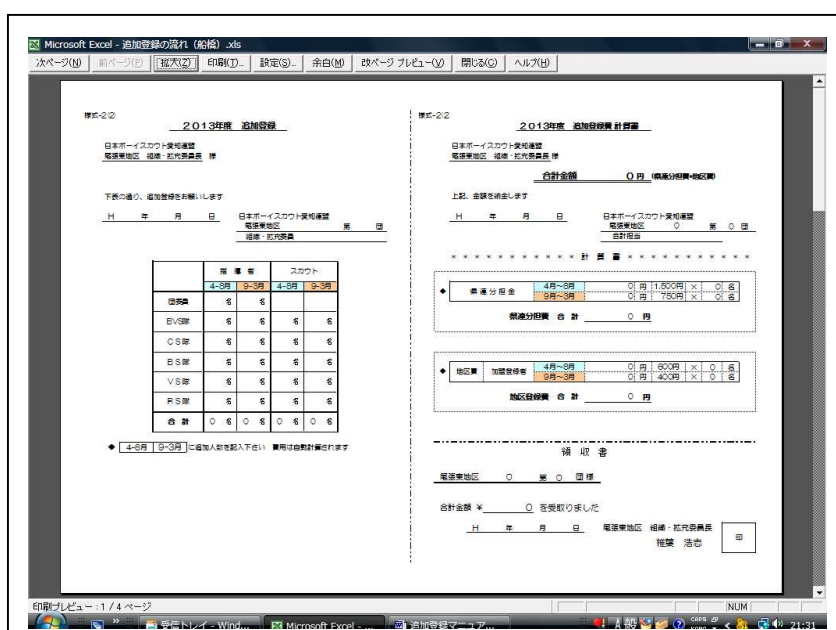 Microsoft Excel - 追加登録の流れ（船橋）.xls
次ページ(N) 前ページ(P) 拡大(Z) 印刷(T)... 設定(S)... 余白(M) 改ページ プレビュー(V) 閉じる(C) ヘルプ(H)
様式-2②
2013年度 追加登録
日本ボーイスカウト愛知連盟
尾張東地区 組織・拡充委員長 様
下表の通り、追加登録をお願いします
H 年 月 日 日本ボーイスカウト愛知連盟
尾張東地区 第 団
組織・拡充委員
指導者 スカウト
4-8月 9-3月 4-8月 9-3月
団委員 名 名
BVS隊 名 名 名 名
CS隊 名 名 名 名
BS隊 名 名 名 名
VS隊 名 名 名 名
RS隊 名 名 名 名
合計 0 名 0 名 0 名 0 名
◆ 4-8月 9-3月 に追加人数を記入下さい 費用は自動計算されます
様式-2②
2013年度 追加登録費計算書
日本ボーイスカウト愛知連盟
尾張東地区 組織・拡充委員長 様
合計金額 0 円 (県連分担費+地区費)
上記、金額を納金します
H 年 月 日 日本ボーイスカウト愛知連盟
尾張東地区 0 第 0 団
会計担当
* * * * * * * * * * * 計 算 書 * * * * * * * * * * *
◆ 県連分担金 4月~8月 0 円 1,500円 × 0 名
9月~3月 0 円 750円 × 0 名
県連分担費 合計 0 円
◆ 地区費 加盟登録者 4月~8月 0 円 600円 × 0 名
9月~3月 0 円 400円 × 0 名
地区登録費 合計 0 円
領 収 書
尾張東地区 0 第 0 団 様
合計金額 ¥ 0 を受取りました
H 年 月 日 尾張東地区 組織・拡充委員長
椎葉 浩志 印
印刷プレビュー : 1 / 4 ページ NUM
受信トレイ - Wind... Microsoft Excel - ... 追加登録マニュア... A 般 CAPS KANA 21:31